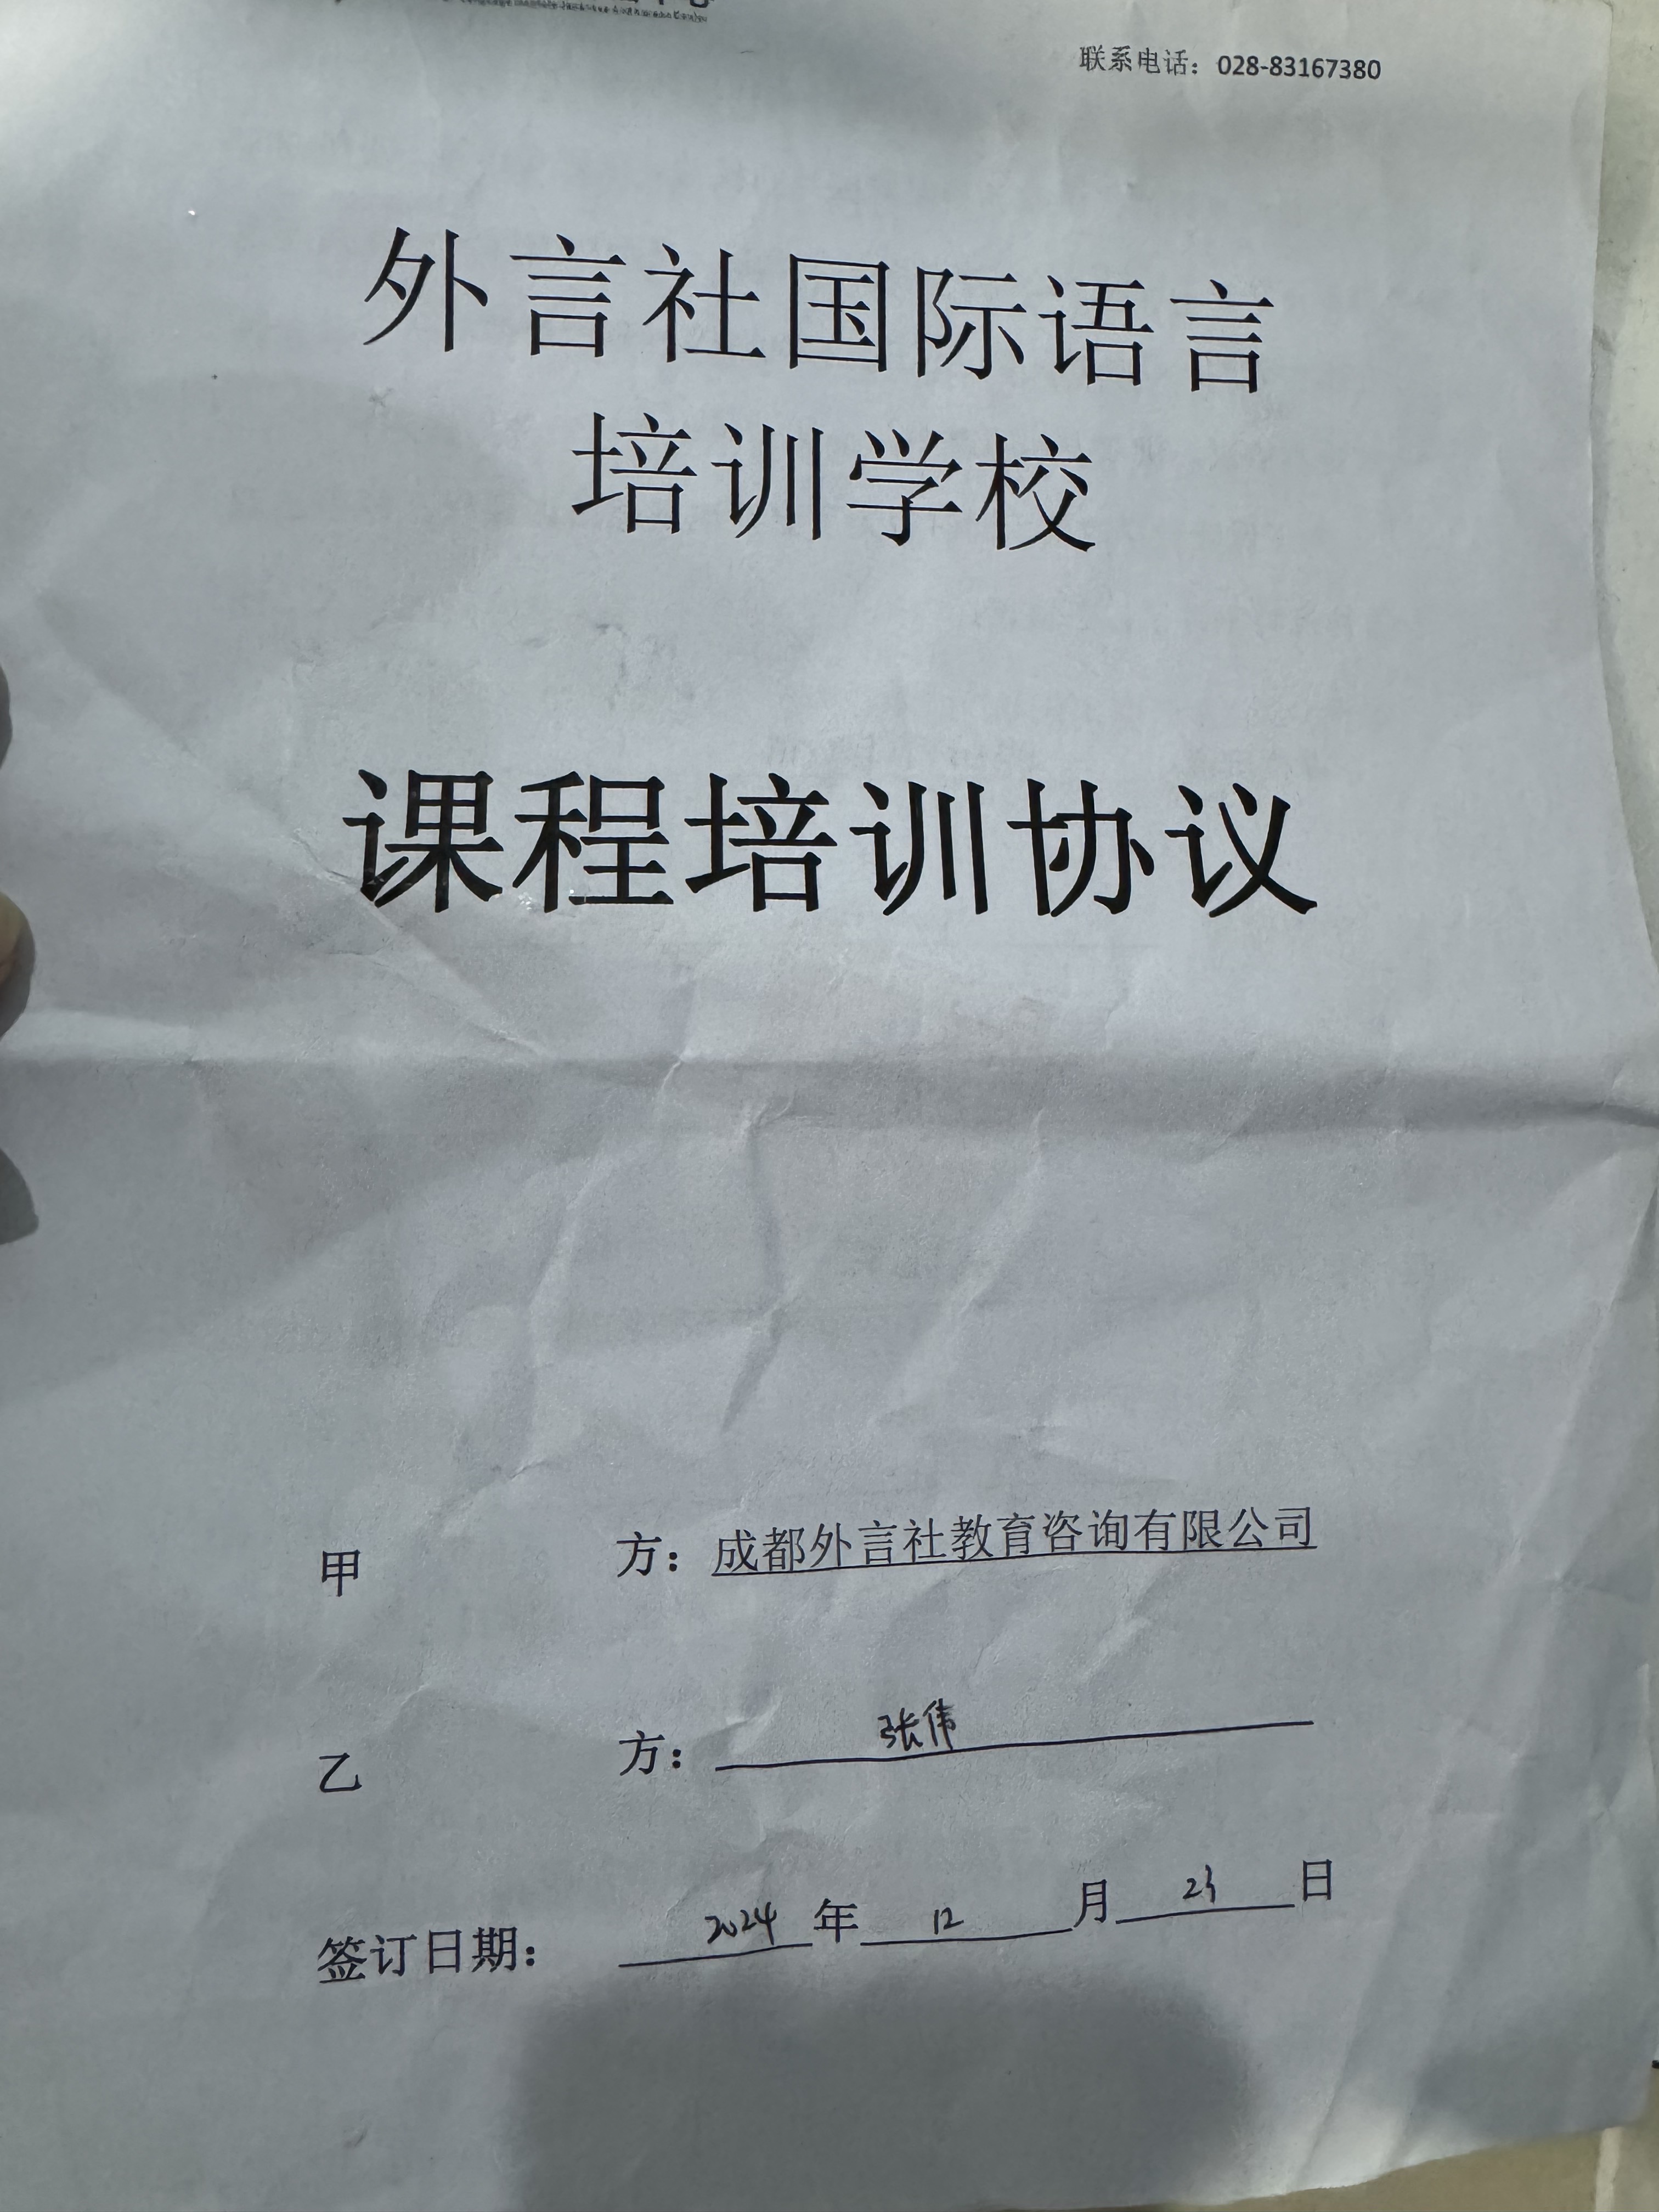 联系电话：028-83167380
外言社国际语言
培训学校
课程培训协议
甲 方：成都外言社教育咨询有限公司
乙 方：张伟
签订日期： 2024 年 12 月 23 日